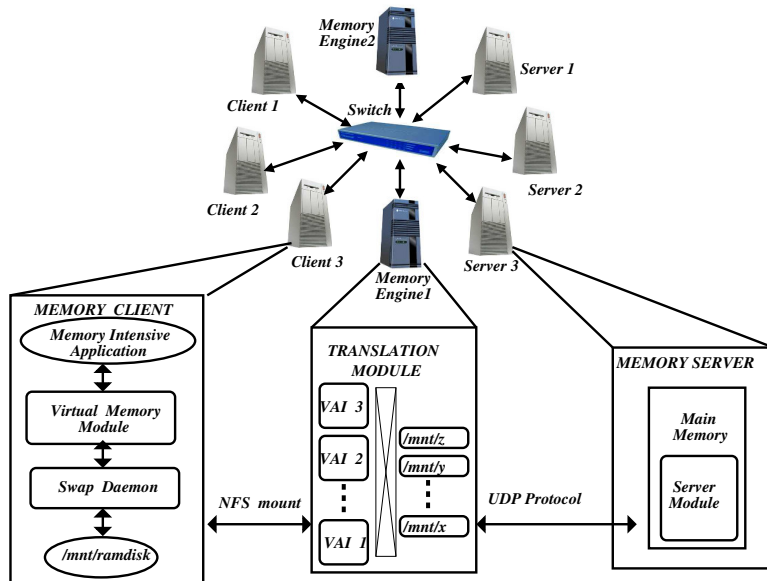 Memory
Engine2
Server 1
Client 1
Switch
Server 2
Client 2
Client 3
Memory
Engine1
Server 3
MEMORY CLIENT
Memory Intensive
Application
Virtual Memory
Module
Swap Daemon
/mnt/ramdisk
NFS mount
TRANSLATION
MODULE
VAI 3
VAI 2
VAI 1
/mnt/z
/mnt/y
/mnt/x
UDP Protocol
MEMORY SERVER
Main
Memory
Server
Module